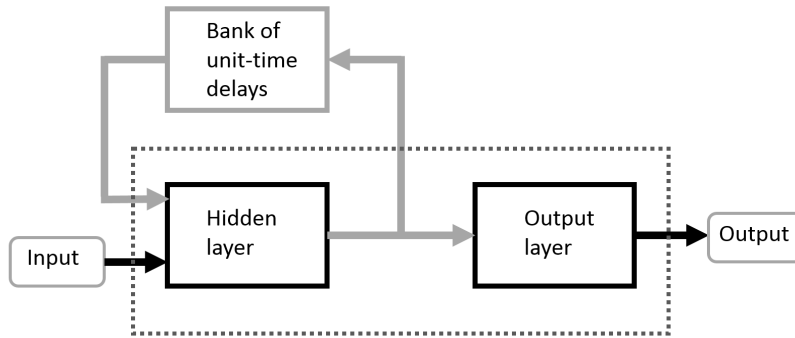 Bank of
unit-time
delays
Hidden
layer
Output
layer
Input
Output